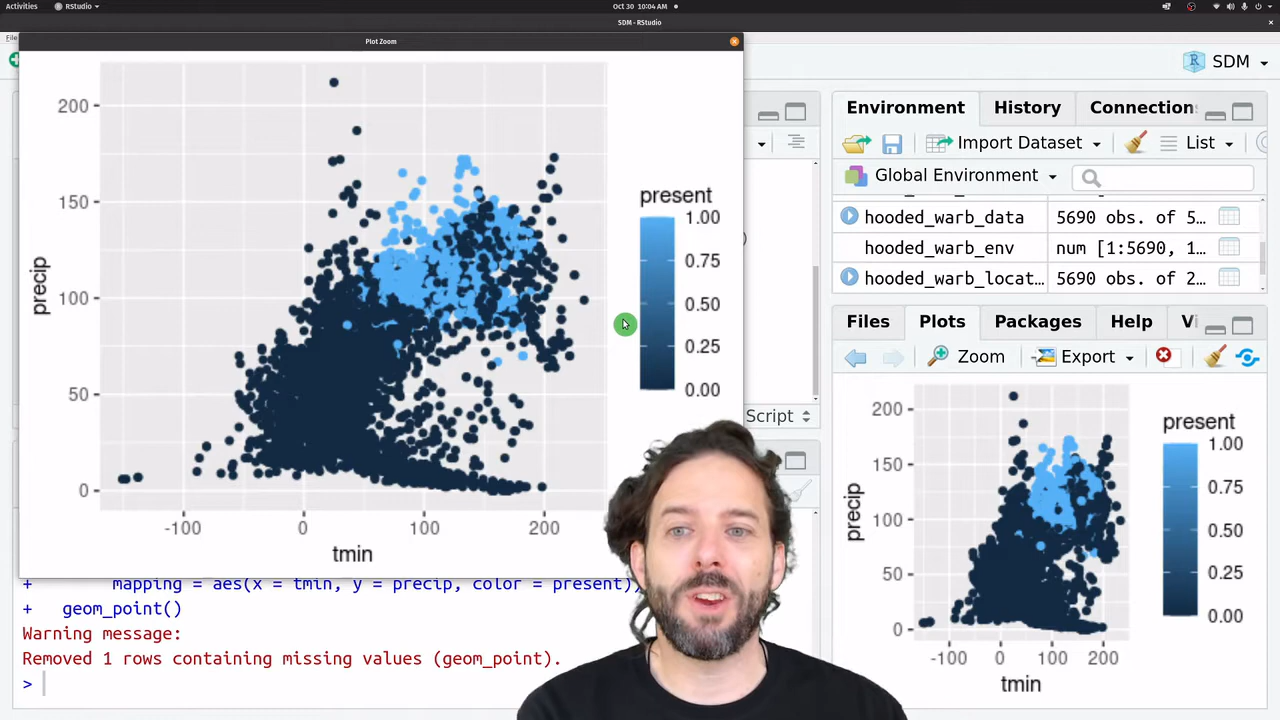 Activities
RStudio
Oct 30 10:04 AM
SDM - RStudio
File
Plot Zoom
precip
200
150
100
50
0
-100
0
100
200
tmin
present
1.00
0.75
0.50
0.25
0.00
SDM
Environment
History
Connection
Import Dataset
List
Global Environment
hooded_warb_data
5690 obs. of 5…
hooded_warb_env
num [1:5690, 1…
hooded_warb_locat…
5690 obs. of 2…
)
Script
Files
Plots
Packages
Help
Vi
Zoom
Export
precip
200
150
100
50
0
-100
0
100
200
tmin
present
1.00
0.75
0.50
0.25
0.00
+ mapping = aes(x = tmin, y = precip, color = present))
+ geom_point()
Warning message:
Removed 1 rows containing missing values (geom_point).
>